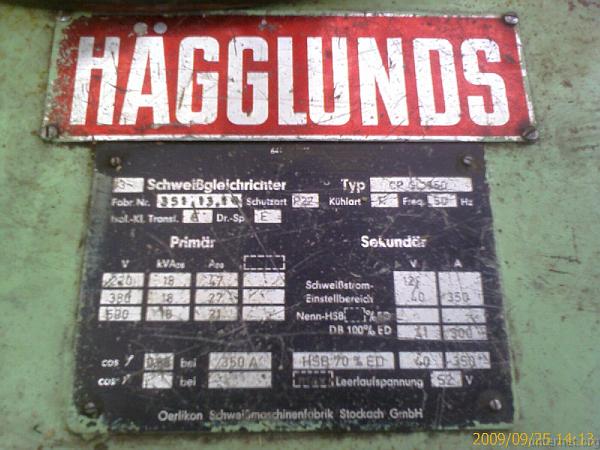 HÄGGLUNDS
Schweißgleichrichter Typ CP
Fabr. Nr. Schutzart P22 Kühlart F Freq. 50 Hz
Isol.-Kl. Transf. Dr.-Sp. E
Primär Sekundär
V kVA A V A
220 18 47
Schweißstrom-
380 18 27 Einstellbereich 40 350
18 21 Nenn-HSB % ED
DB 100% ED 300
cos φ bei 350 A HSB 70 % ED 40 350
cos φ bei Leerlaufspannung 52 V
Oerlikon Schweißmaschinenfabrik Stockach GmbH
2009/09/25 14:13